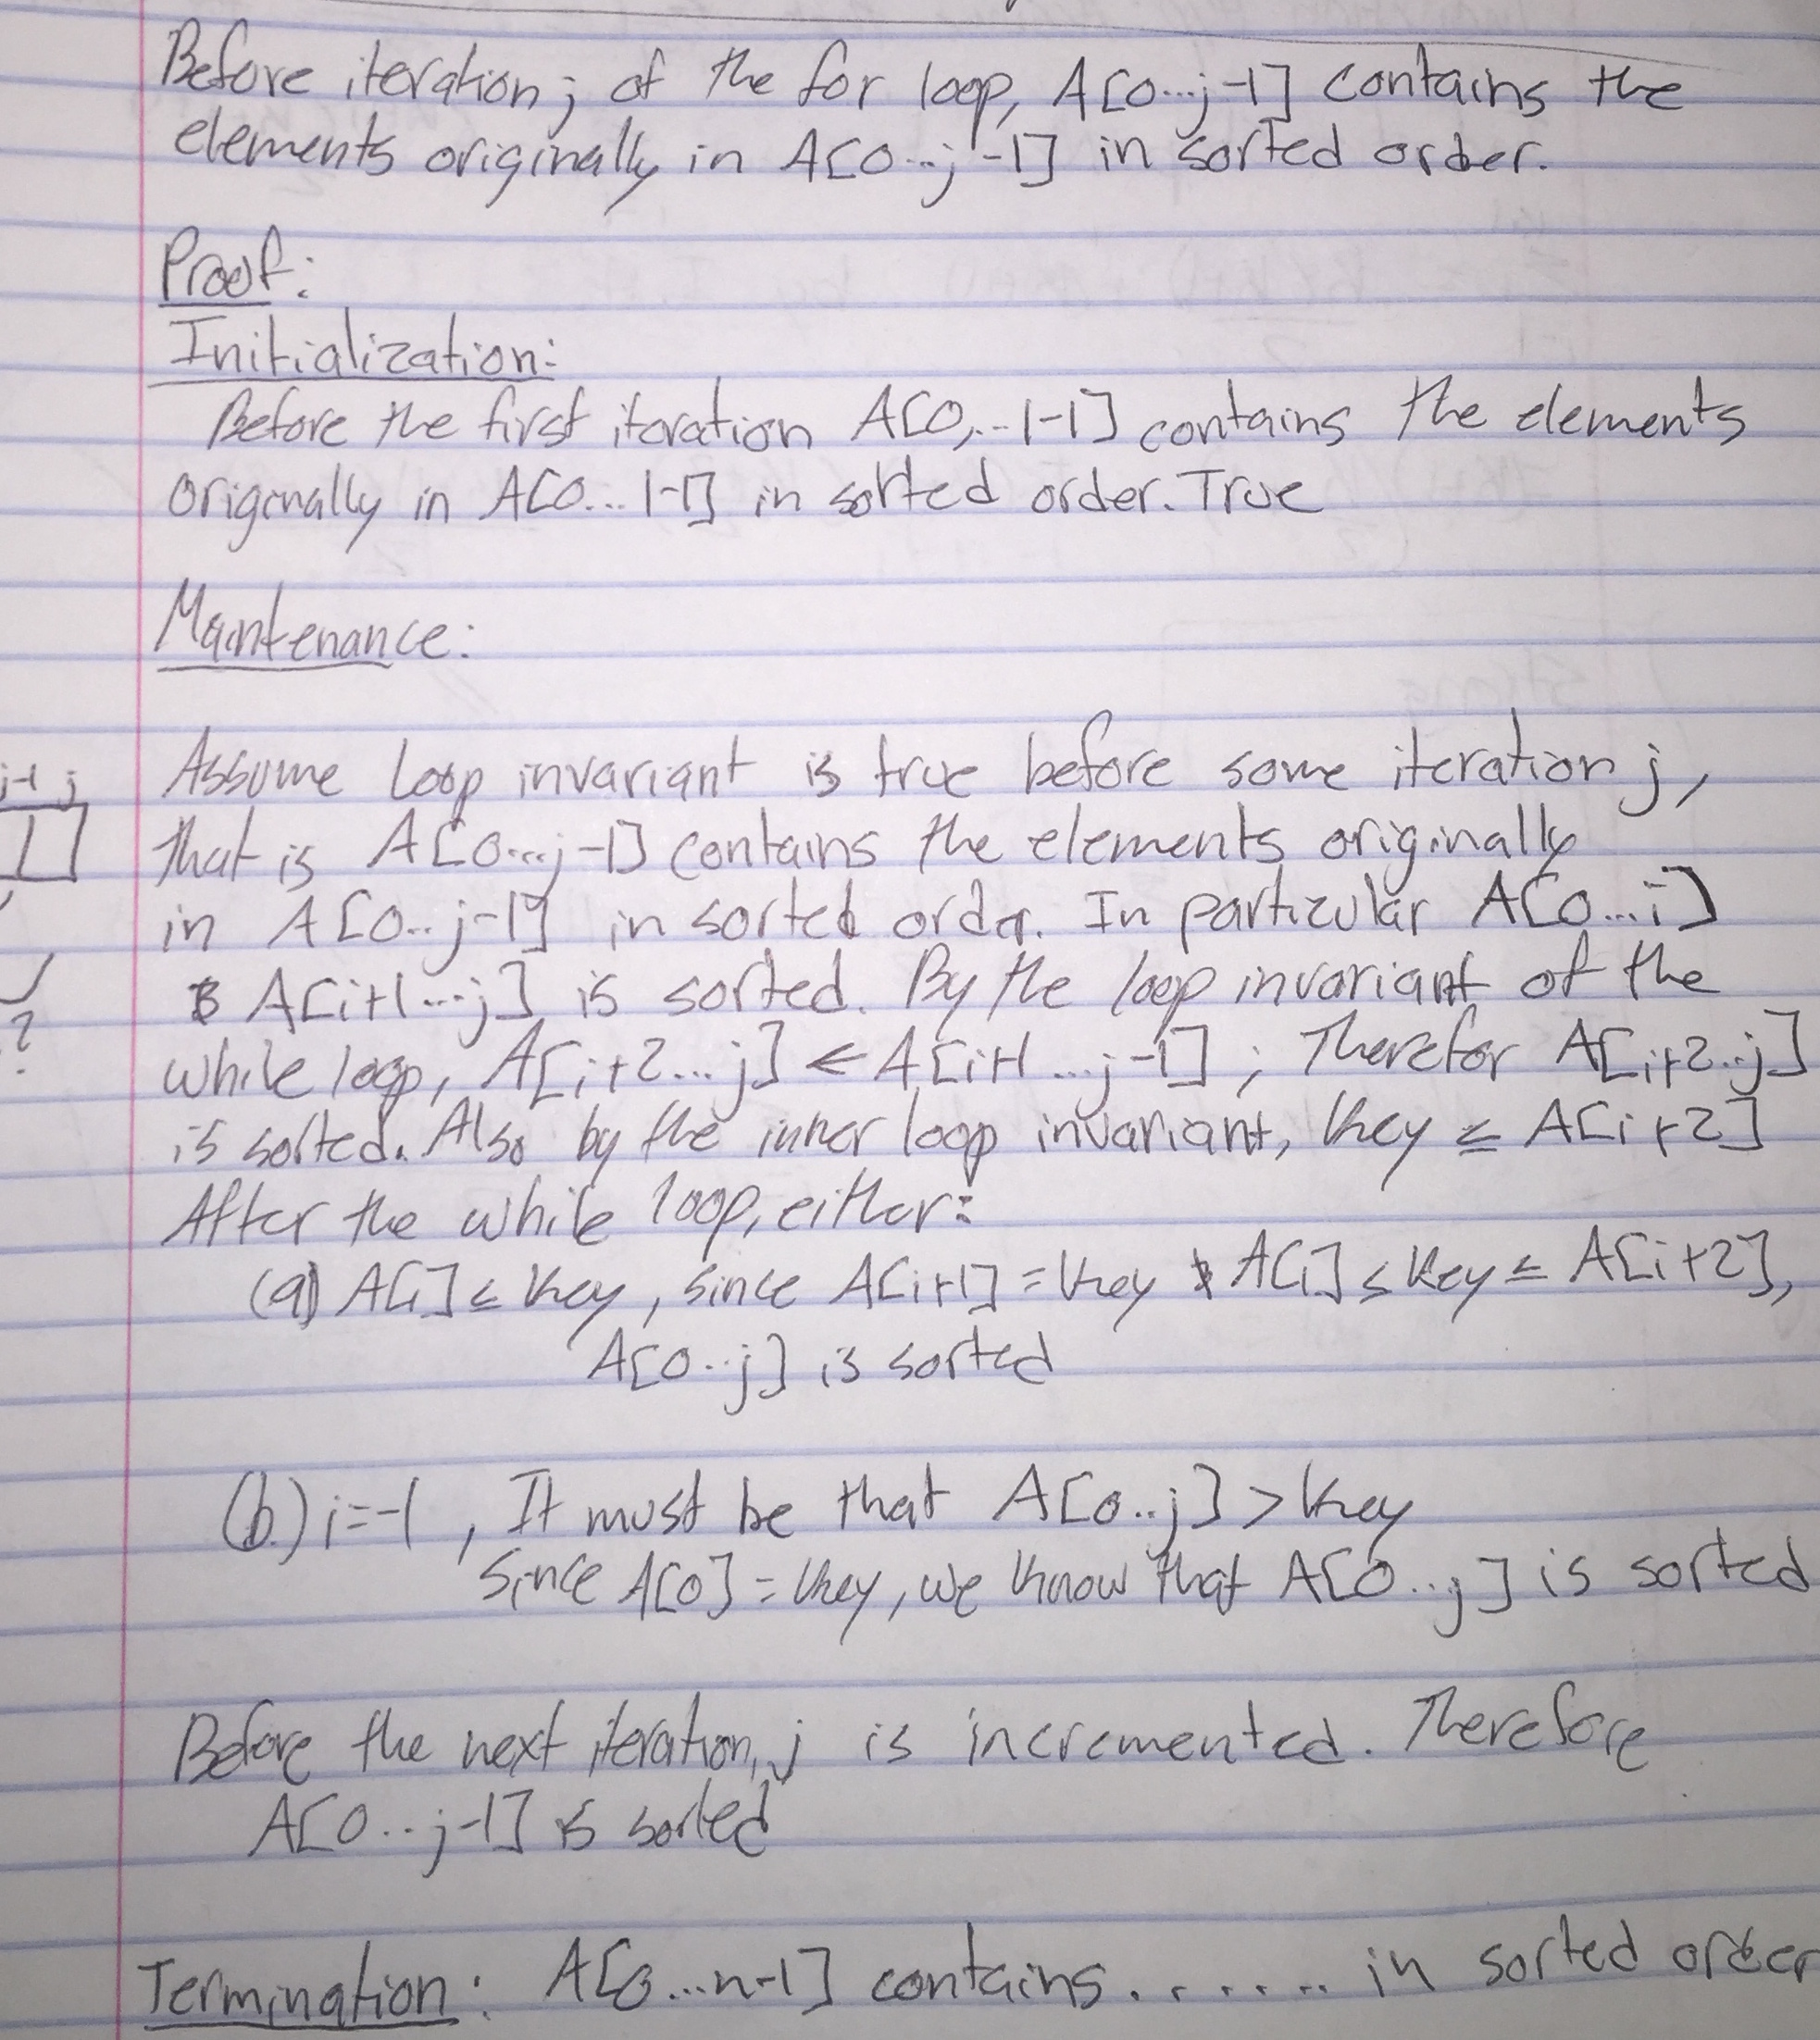 Before iteration j of the for loop, A[0...j-1] contains the
elements originally in A[0...j-1] in sorted order.
Proof:
Initialization:
Before the first itoration A[0,..1-1] contains the elements
origenally in A[0...1-1] in sorted order. True
Maintenance:
j-1 j
Assume Loop invariant is true before some iteration j,
that is A[0...j-1] contains the elements originally
in A[0..j-1] in sorted order. In particular A[0...i]
& A[i+1...j] is sorted. By the loop invariant of the
?
while loop, A[i+2...j] ← A[i+1...j-1]; Therefor A[i+2..j]
is sorted. Also by the inner loop invariant, key ≤ A[i+2]
After the while loop, either:
(a) A[i] ≤ key, since A[i+1] = key & A[i] ≤ key ≤ A[i+2],
A[0..j] is sorted
(b.) i=-1, It must be that A[0..j] > key
Since A[0] = key, we know that A[0..j] is sorted
Before the next iteration, j is incremented. Therefore
A[0...j-1] is sorted
Termination: A[0...n-1] contains....... in sorted order